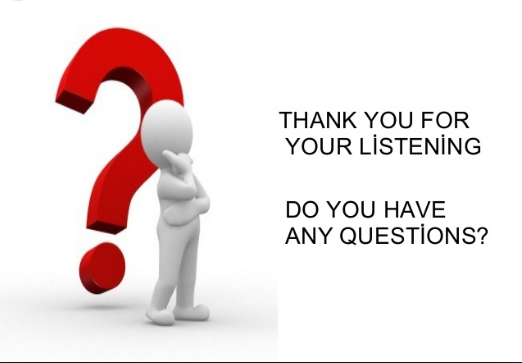 THANK YOU FOR
YOUR LİSTENİNG
DO YOU HAVE
ANY QUESTİONS?